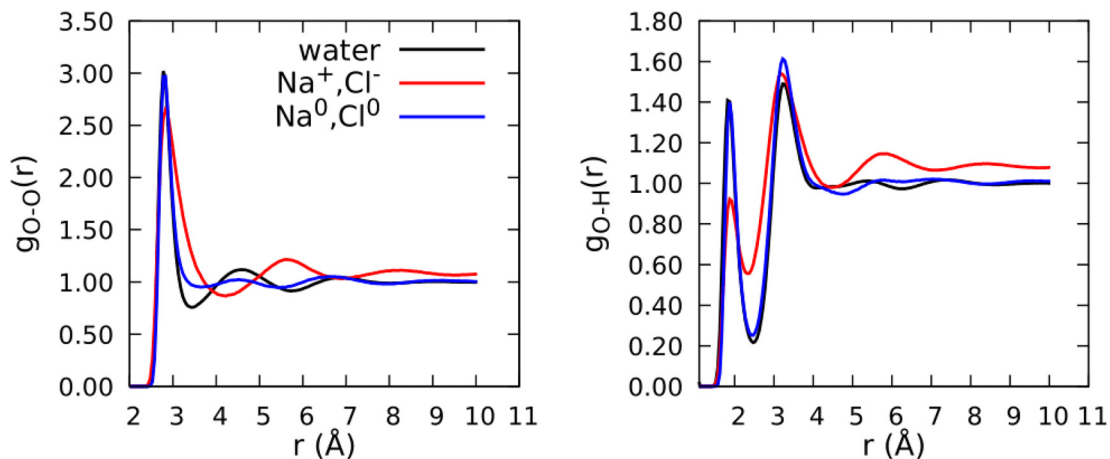 3.50
3.00
2.50
2.00
1.50
1.00
0.50
0.00
g_{O-O}(r)
water
Na⁺,Cl⁻
Na⁰,Cl⁰
2 3 4 5 6 7 8 9 10 11
r (Å)
1.80
1.60
1.40
1.20
1.00
0.80
0.60
0.40
0.20
0.00
g_{O-H}(r)
2 3 4 5 6 7 8 9 10 11
r (Å)